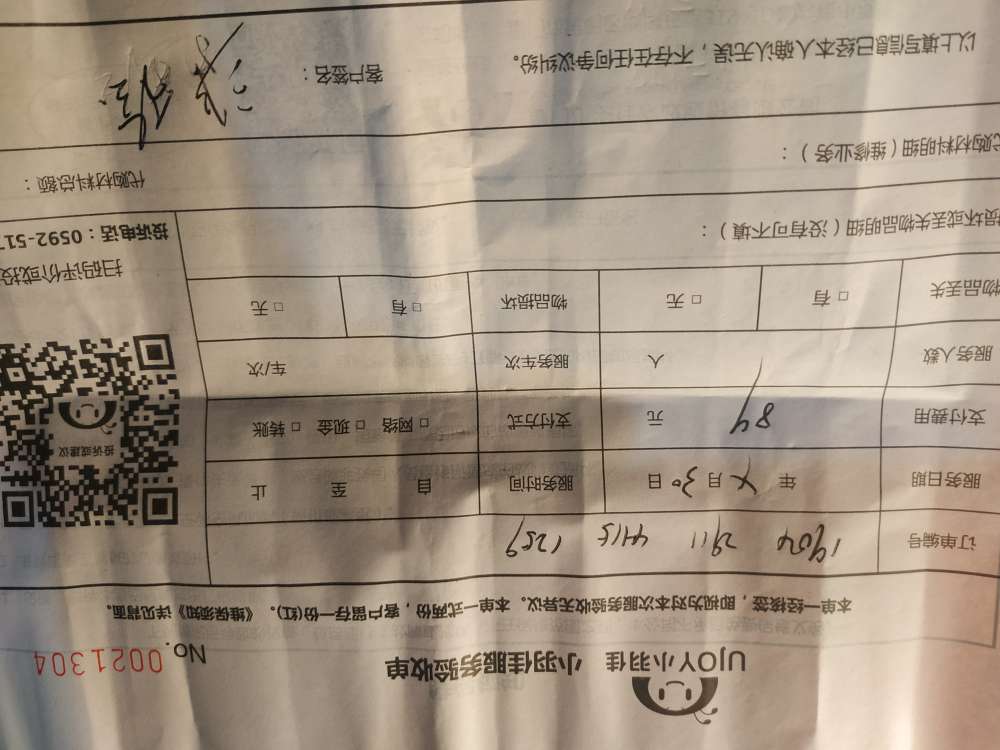 UJOY小羽佳 小羽佳服务验收单
No. 0021304
本单一经接签，即视为对本次服务验收无异议。本单一式两份，客户留存一份(红)。《维保须知》详见背面。
订单编号 1904 2911 4415 1259
服务日期 年 月 30 日 服务时间 自 至 止
支付费用 84 元 支付方式 □ 网络 □ 现金 □ 转账
投诉或建议
服务人数 人 服务车次 车/次
物品丢失 □ 有 □ 无 物品损坏 □ 有 □ 无
扫码评价或投
投诉电话：0592-517
损坏或丢失物品明细（没有可不填）：
代购材料明细（维修业务）：
代购材料总额：
以上填写信息已经本人确认无误，不存在任何争议纠纷。
客户签名：